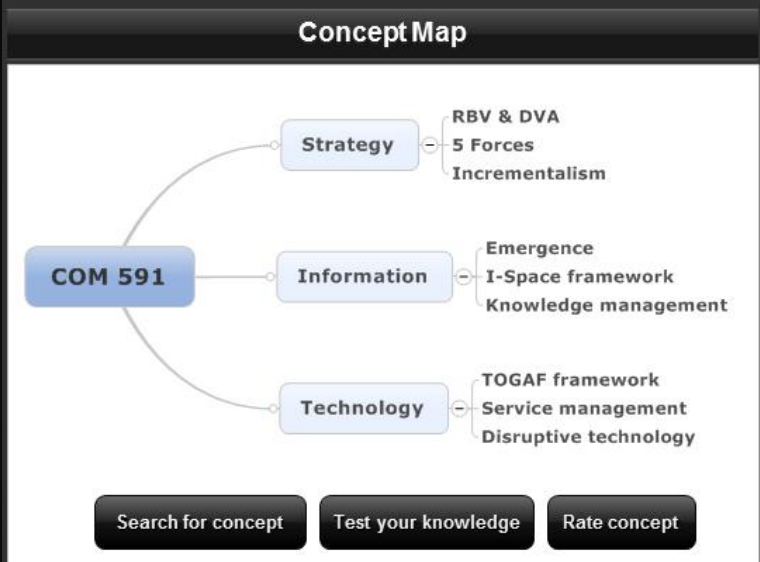 Concept Map
COM 591
Strategy
RBV & DVA
5 Forces
Incrementalism
Information
Emergence
I-Space framework
Knowledge management
Technology
TOGAF framework
Service management
Disruptive technology
Search for concept
Test your knowledge
Rate concept